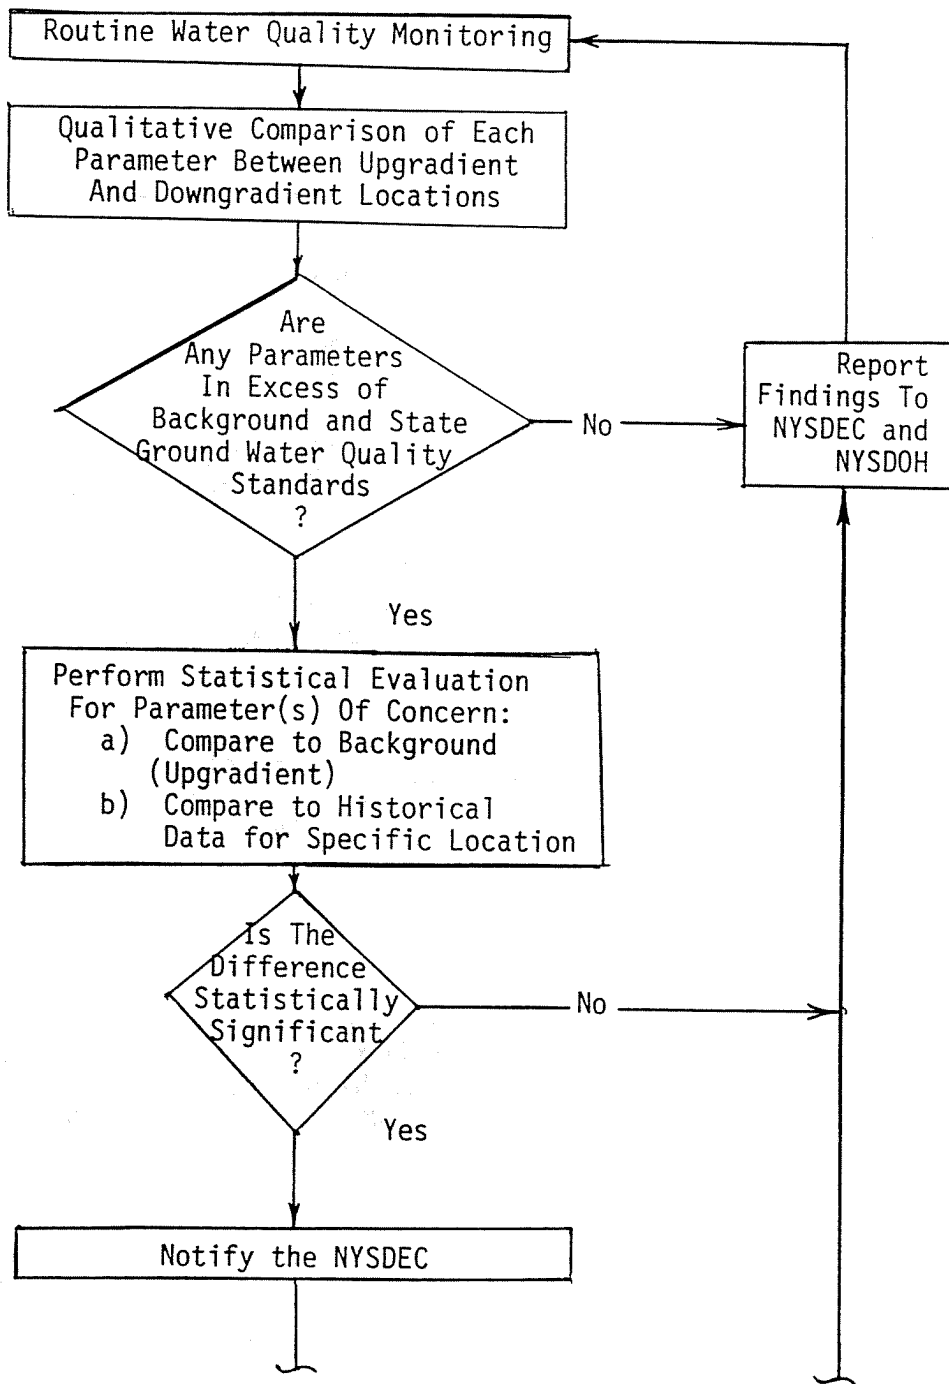 Routine Water Quality Monitoring
Qualitative Comparison of Each
Parameter Between Upgradient
And Downgradient Locations
Are
Any Parameters
In Excess of
Background and State
Ground Water Quality
Standards
?
No
Report
Findings To
NYSDEC and
NYSDOH
Yes
Perform Statistical Evaluation
For Parameter(s) Of Concern:
a) Compare to Background
(Upgradient)
b) Compare to Historical
Data for Specific Location
Is The
Difference
Statistically
Significant
?
No
Yes
Notify the NYSDEC